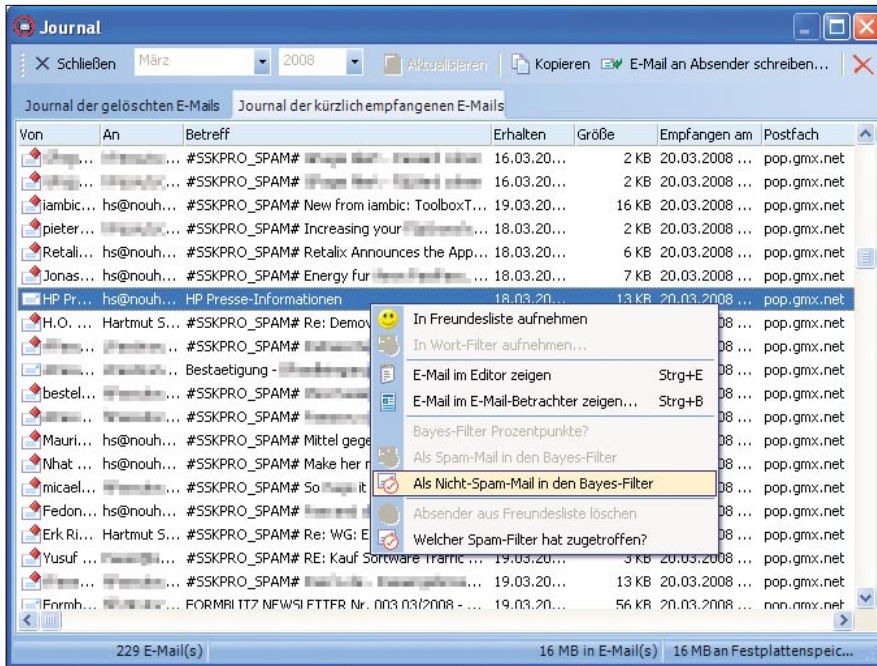 Journal
Schließen März 2008 Aktualisieren Kopieren E-Mail an Absender schreiben...
Journal der gelöschten E-Mails Journal der kürzlich empfangenen E-Mails
Von An Betreff Erhalten Größe Empfangen am Postfach
... ... #SSKPRO_SPAM# 16.03.20... 2 KB 20.03.2008 ... pop.gmx.net
... ... #SSKPRO_SPAM# 16.03.20... 2 KB 20.03.2008 ... pop.gmx.net
iambic... hs@nouh... #SSKPRO_SPAM# New from iambic: ToolboxT... 19.03.20... 16 KB 20.03.2008 ... pop.gmx.net
pieter... ... #SSKPRO_SPAM# Increasing your ... 18.03.20... 2 KB 20.03.2008 ... pop.gmx.net
Retali... hs@nouh... #SSKPRO_SPAM# Retalix Announces the App... 18.03.20... 6 KB 20.03.2008 ... pop.gmx.net
Jonas... hs@nouh... #SSKPRO_SPAM# Energy fur ... 18.03.20... 7 KB 20.03.2008 ... pop.gmx.net
HP Pr... hs@nouh... HP Presse-Informationen 18.03.20... 13 KB 20.03.2008 ... pop.gmx.net
H.O. ... Hartmut S... #SSKPRO_SPAM# Re: Demov 08 ... pop.gmx.net
... ... #SSKPRO_SPAM# 08 ... pop.gmx.net
... ... Bestaetigung - 08 ... pop.gmx.net
bestel... ... #SSKPRO_SPAM# 08 ... pop.gmx.net
... ... #SSKPRO_SPAM# 08 ... pop.gmx.net
Mauri... hs@nouh... #SSKPRO_SPAM# Mittel gege 08 ... pop.gmx.net
Nhat ... hs@nouh... #SSKPRO_SPAM# Make her r 08 ... pop.gmx.net
micael... ... #SSKPRO_SPAM# So it 08 ... pop.gmx.net
Fedon... hs@nouh... #SSKPRO_SPAM# 08 ... pop.gmx.net
Erk Ri... Hartmut S... #SSKPRO_SPAM# Re: WG: E 08 ... pop.gmx.net
Yusuf ... ... #SSKPRO_SPAM# RE: Kauf Software Traffic ... 19.03.20... 3 KB 20.03.2008 ... pop.gmx.net
... ... #SSKPRO_SPAM# ... 19.03.20... 13 KB 20.03.2008 ... pop.gmx.net
Formb... ... FORMBLITZ NEWSLETTER Nr. 003 03/2008 - ... 19.03.20... 56 KB 20.03.2008 ... pop.gmx.net
In Freundesliste aufnehmen
In Wort-Filter aufnehmen...
E-Mail im Editor zeigen Strg+E
E-Mail im E-Mail-Betrachter zeigen... Strg+B
Bayes-Filter Prozentpunkte?
Als Spam-Mail in den Bayes-Filter
Als Nicht-Spam-Mail in den Bayes-Filter
Absender aus Freundesliste löschen
Welcher Spam-Filter hat zugetroffen?
229 E-Mail(s) 16 MB in E-Mail(s) 16 MB an Festplattenspeic...